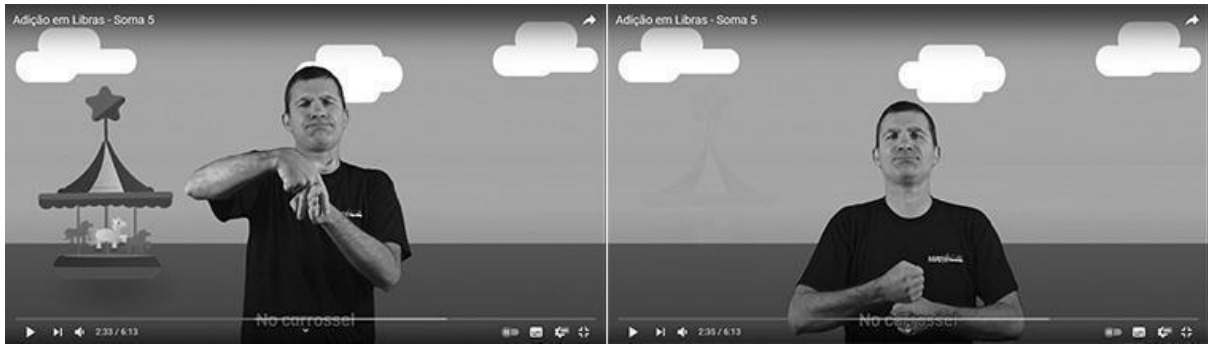 Adição em Libras - Soma 5
No carrossel
2:33 / 6:13
Adição em Libras - Soma 5
No carrossel
2:35 / 6:13